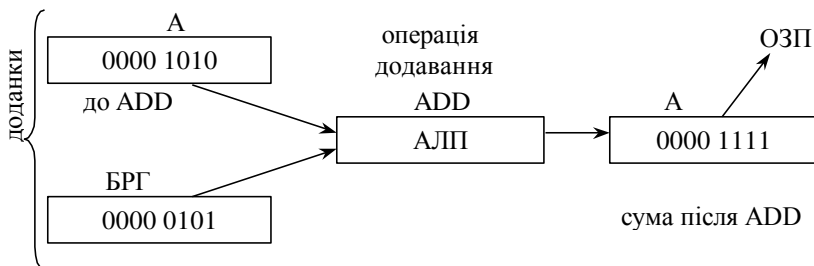 доданки
А
0000 1010
до ADD
БРГ
0000 0101
операція
додавання
ADD
АЛП
ОЗП
А
0000 1111
сума після ADD